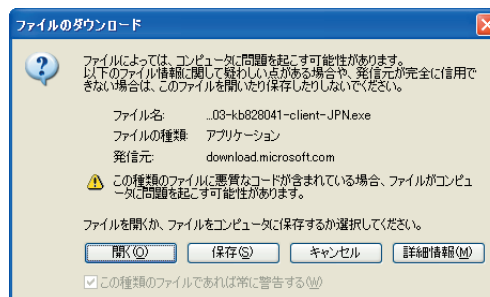 ファイルのダウンロード
ファイルによっては、コンピュータに問題を起こす可能性があります。
以下のファイル情報に関して疑わしい点がある場合や、発信元が完全に信用で
きない場合は、このファイルを開いたり保存したりしないでください。
ファイル名: ...03-kb828041-client-JPN.exe
ファイルの種類: アプリケーション
発信元: download.microsoft.com
この種類のファイルに悪質なコードが含まれている場合、ファイルがコンピュ
ータに問題を起こす可能性があります。
ファイルを開くか、ファイルをコンピュータに保存するか選択してください。
開く(O) 保存(S) キャンセル 詳細情報(M)
この種類のファイルであれば常に警告する(W)